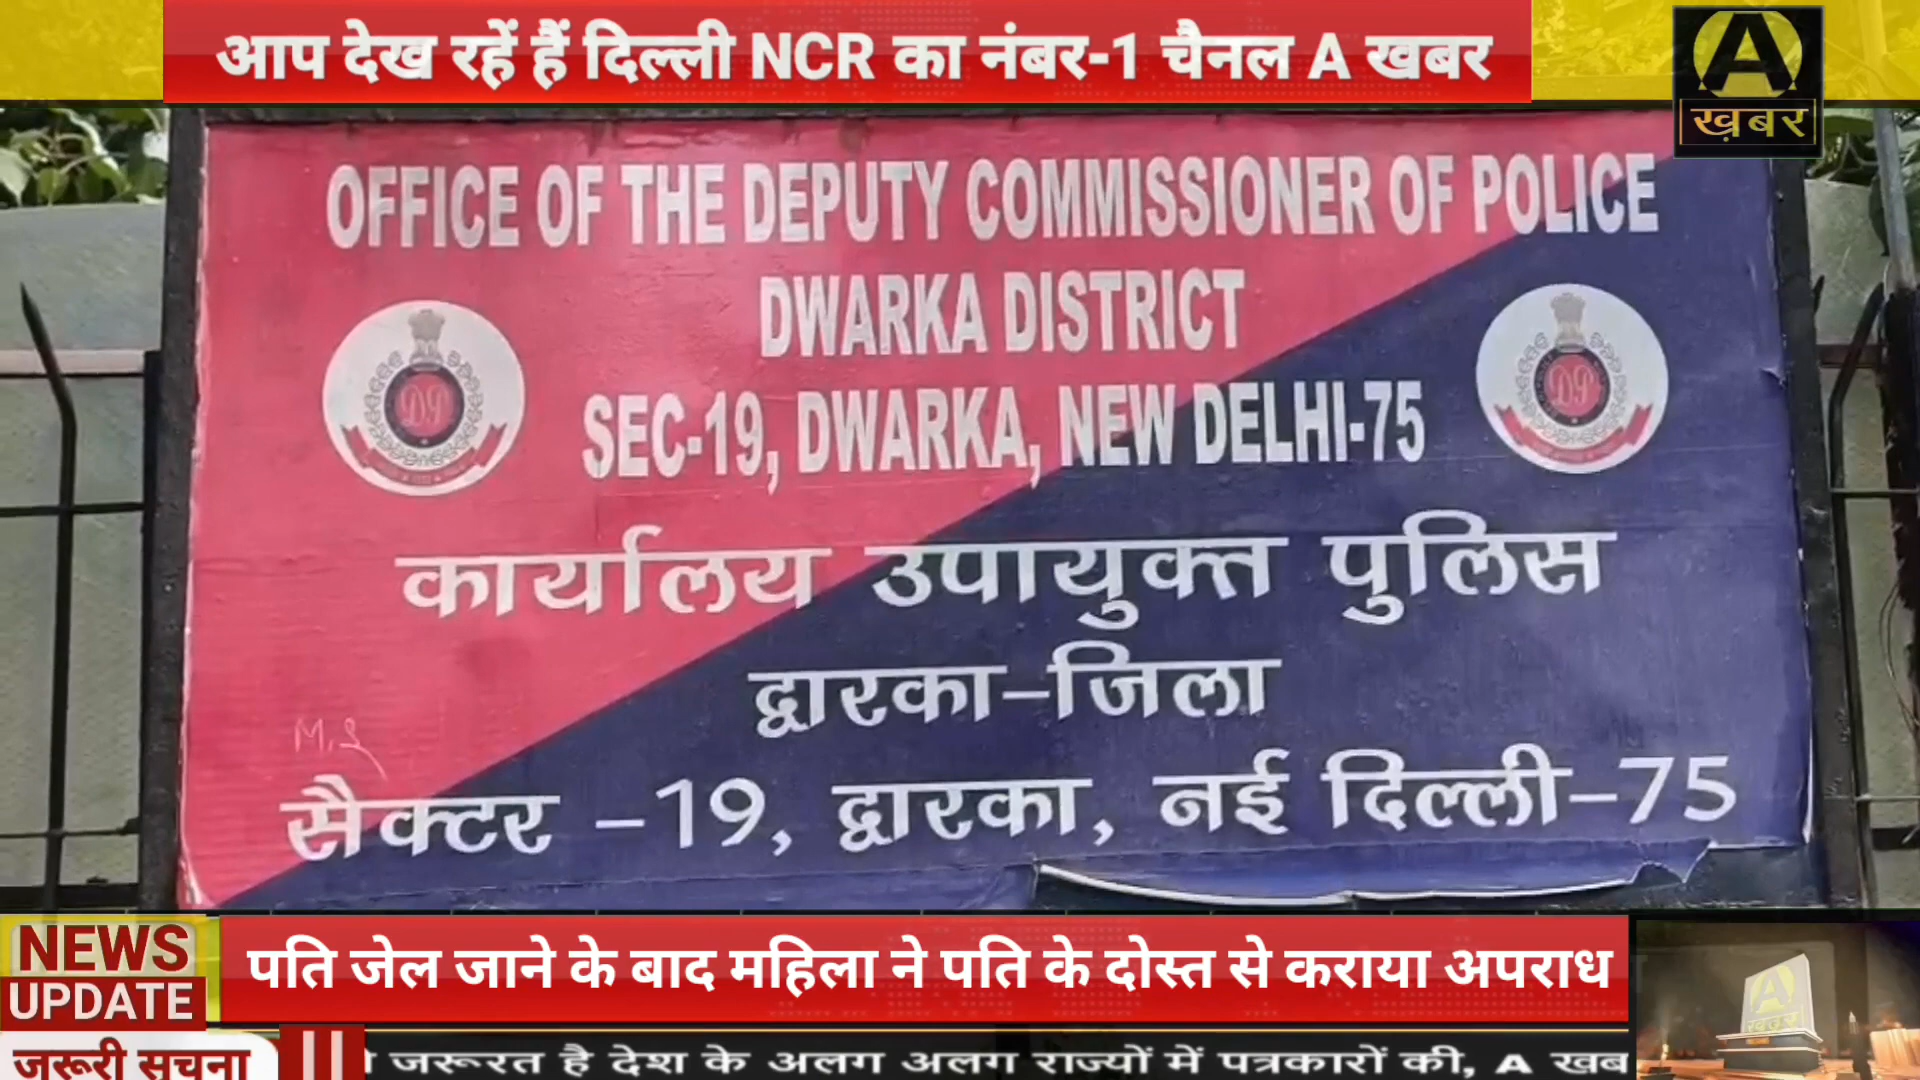 आप देख रहें हैं दिल्ली NCR का नंबर-1 चैनल A खबर
A
ख़बर
OFFICE OF THE DEPUTY COMMISSIONER OF POLICE
DWARKA DISTRICT
SEC-19, DWARKA, NEW DELHI-75
कार्यालय उपायुक्त पुलिस
द्वारका-जिला
सैक्टर -19, द्वारका, नई दिल्ली-75
NEWS
UPDATE
पति जेल जाने के बाद महिला ने पति के दोस्त से कराया अपराध
A
खबर
जरूरी सूचना
जरूरत है देश के अलग अलग राज्यों में पत्रकारों की, A खब